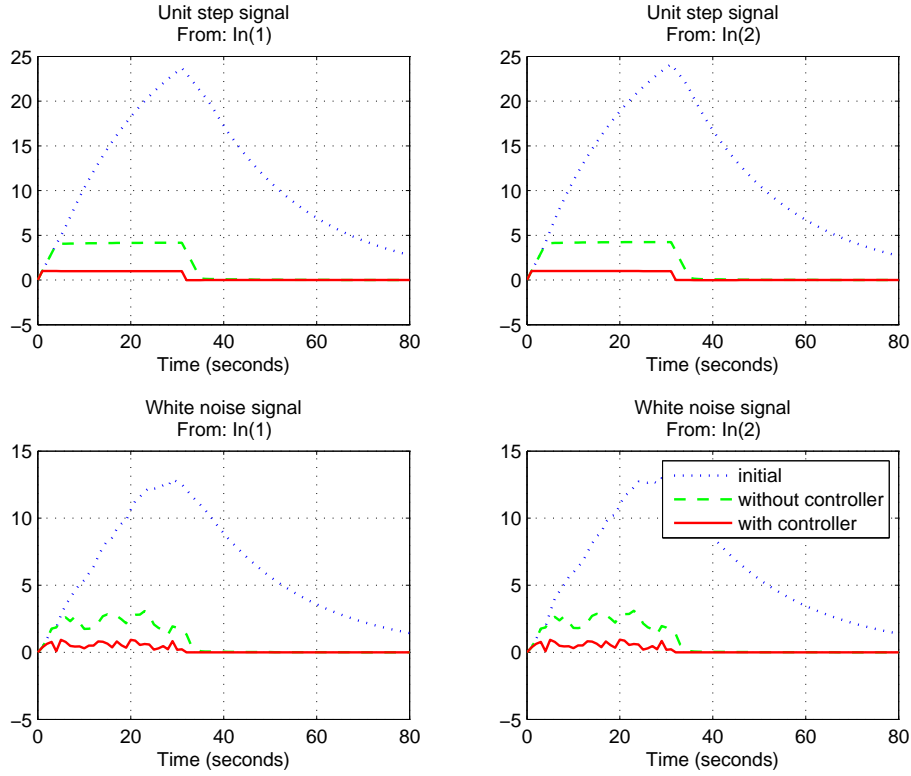 Unit step signal
From: In(1)
25
20
15
10
5
0
−5
0 20 40 60 80
Time (seconds)
Unit step signal
From: In(2)
25
20
15
10
5
0
−5
0 20 40 60 80
Time (seconds)
White noise signal
From: In(1)
15
10
5
0
−5
0 20 40 60 80
Time (seconds)
White noise signal
From: In(2)
15
10
5
0
−5
0 20 40 60 80
Time (seconds)
initial
without controller
with controller